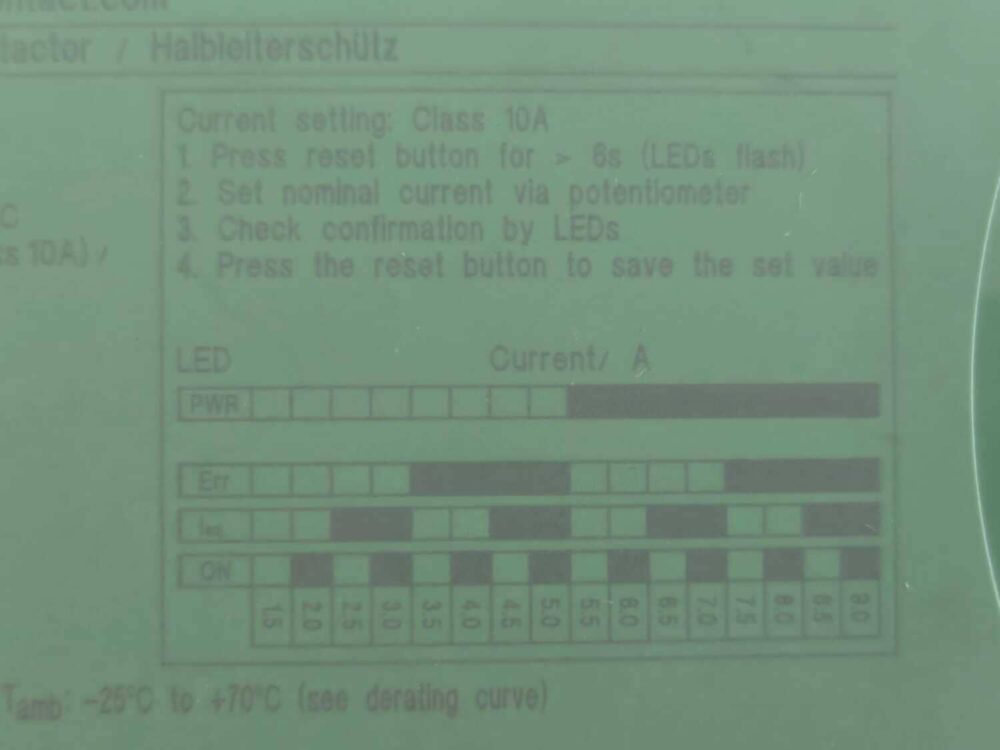 ntact.com
tactor / Halbleiterschütz
Current setting: Class 10A
1. Press reset button for > 6s (LEDs flash)
2. Set nominal current via potentiometer
C
3. Check confirmation by LEDs
ss 10A) /
4. Press the reset button to save the set value
LED Current/ A
PWR
Err
ON
1.5 2.0 2.5 3.0 3.5 4.0 4.5 5.0 5.5 6.0 6.5 7.0 7.5 8.0 8.5 9.0
Tamb: -25°C to +70°C (see derating curve)